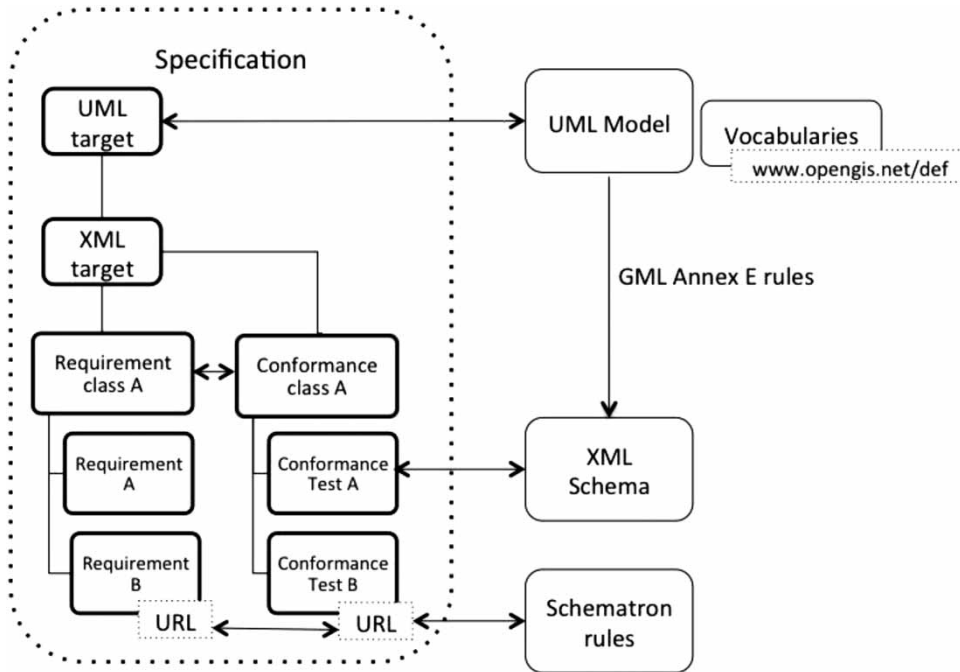 Specification
UML
target
UML Model
Vocabularies
www.opengis.net/def
XML
target
GML Annex E rules
Requirement
class A
Conformance
class A
Requirement
A
Conformance
Test A
XML
Schema
Requirement
B
URL
Conformance
Test B
URL
Schematron
rules